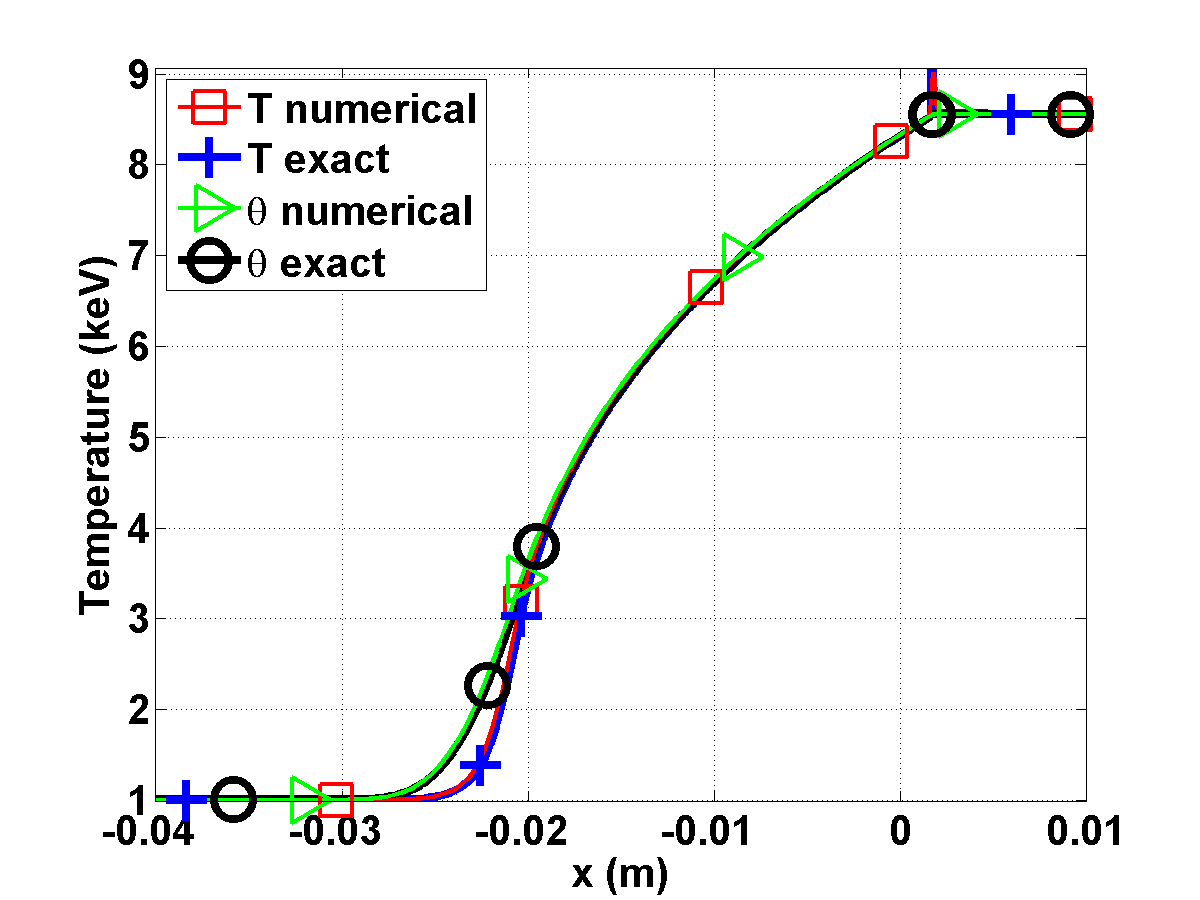 9
8
7
6
5
4
3
2
1
T numerical
T exact
θ numerical
θ exact
Temperature (keV)
-0.04
-0.03
-0.02
-0.01
0
0.01
x (m)